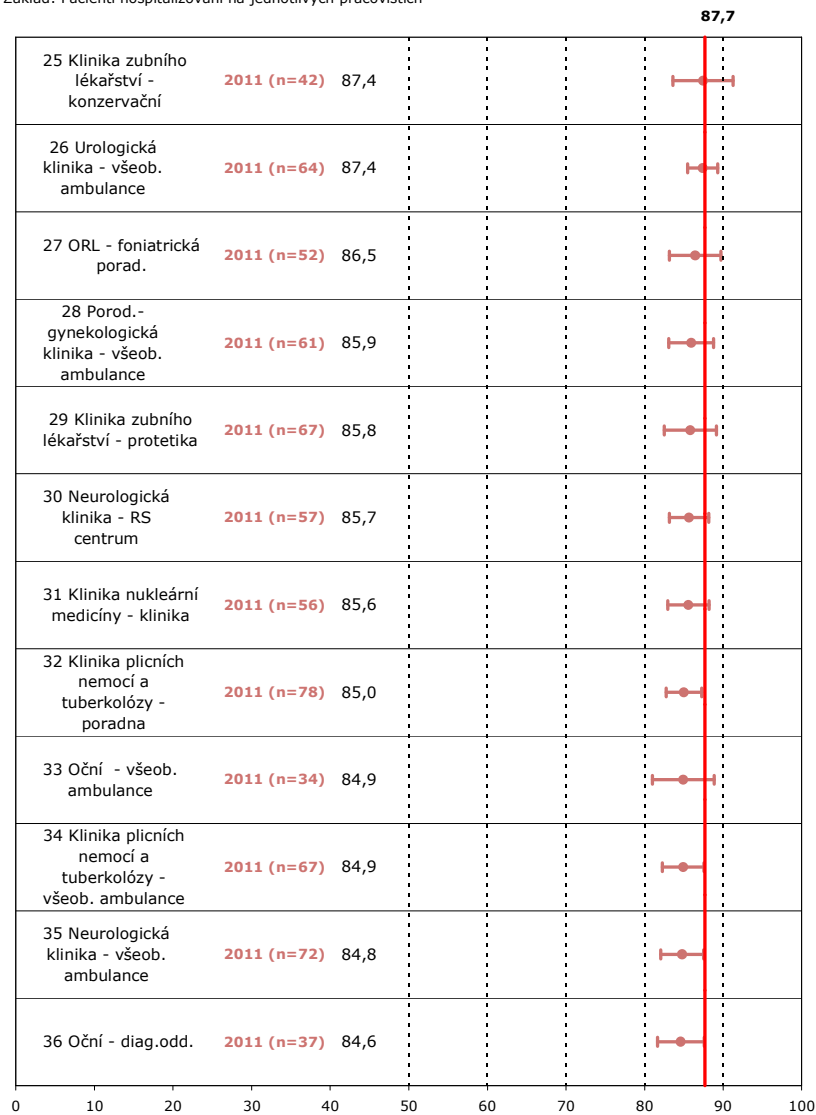 Základ: Pacienti hospitalizovaní na jednotlivých pracovištích
87,7
25 Klinika zubního
lékařství -
konzervační
2011 (n=42) 87,4
26 Urologická
klinika - všeob.
ambulance
2011 (n=64) 87,4
27 ORL - foniatrická
porad.
2011 (n=52) 86,5
28 Porod.-
gynekologická
klinika - všeob.
ambulance
2011 (n=61) 85,9
29 Klinika zubního
lékařství - protetika
2011 (n=67) 85,8
30 Neurologická
klinika - RS
centrum
2011 (n=57) 85,7
31 Klinika nukleární
medicíny - klinika
2011 (n=56) 85,6
32 Klinika plicních
nemocí a
tuberkolózy -
poradna
2011 (n=78) 85,0
33 Oční - všeob.
ambulance
2011 (n=34) 84,9
34 Klinika plicních
nemocí a
tuberkolózy -
všeob. ambulance
2011 (n=67) 84,9
35 Neurologická
klinika - všeob.
ambulance
2011 (n=72) 84,8
36 Oční - diag.odd.
2011 (n=37) 84,6
0 10 20 30 40 50 60 70 80 90 100